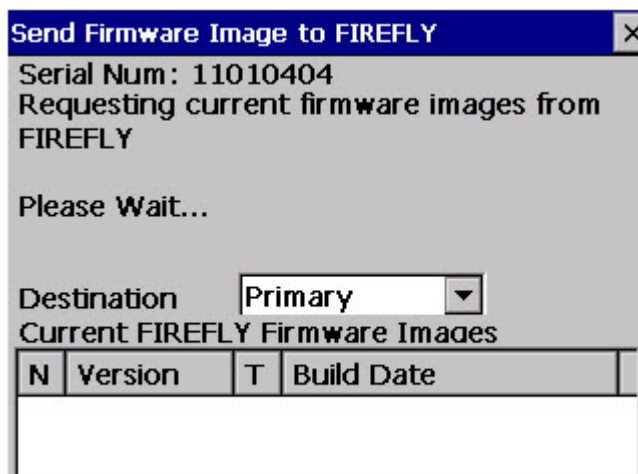 Send Firmware Image to FIREFLY
Serial Num: 11010404
Requesting current firmware images from
FIREFLY
Please Wait...
Destination Primary
Current FIREFLY Firmware Images
N Version T Build Date